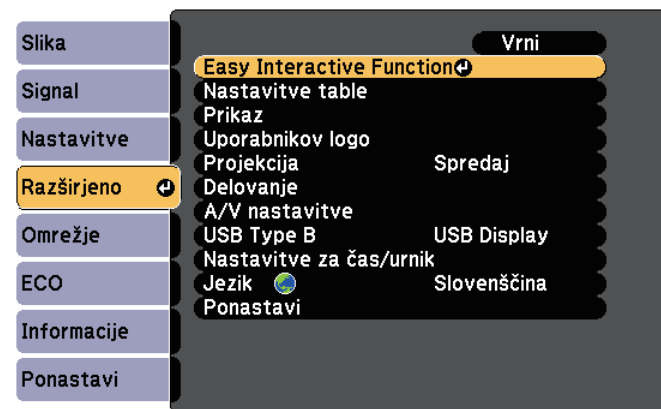 Slika
Signal
Nastavitve
Razširjeno
Omrežje
ECO
Informacije
Ponastavi
Vrni
Easy Interactive Function
Nastavitve table
Prikaz
Uporabnikov logo
Projekcija Spredaj
Delovanje
A/V nastavitve
USB Type B USB Display
Nastavitve za čas/urnik
Jezik Slovenščina
Ponastavi